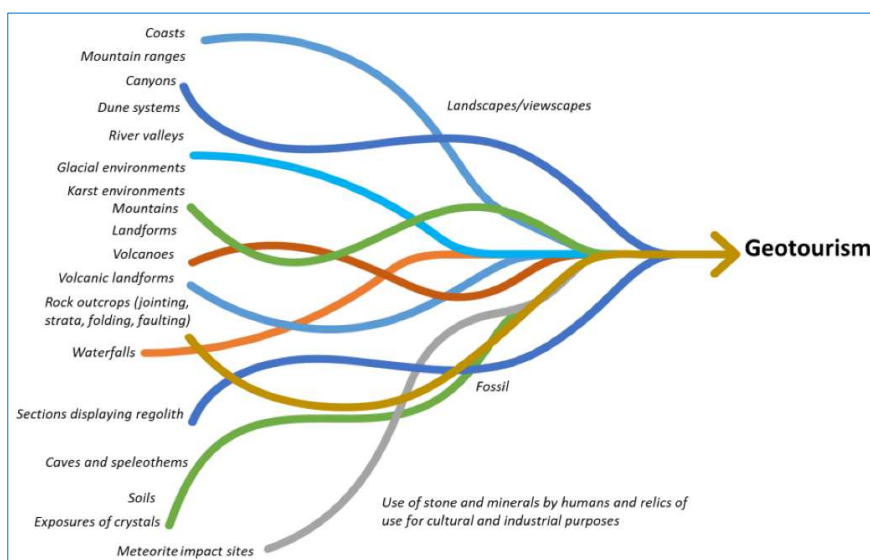 Coasts
Mountain ranges
Canyons
Landscapes/viewscapes
Dune systems
River valleys
Glacial environments
Karst environments
Mountains
Landforms
Volcanoes
Geotourism
Volcanic landforms
Rock outcrops (jointing,
strata, folding, faulting)
Waterfalls
Fossil
Sections displaying regolith
Caves and speleothems
Soils
Exposures of crystals
Meteorite impact sites
Use of stone and minerals by humans and relics of
use for cultural and industrial purposes